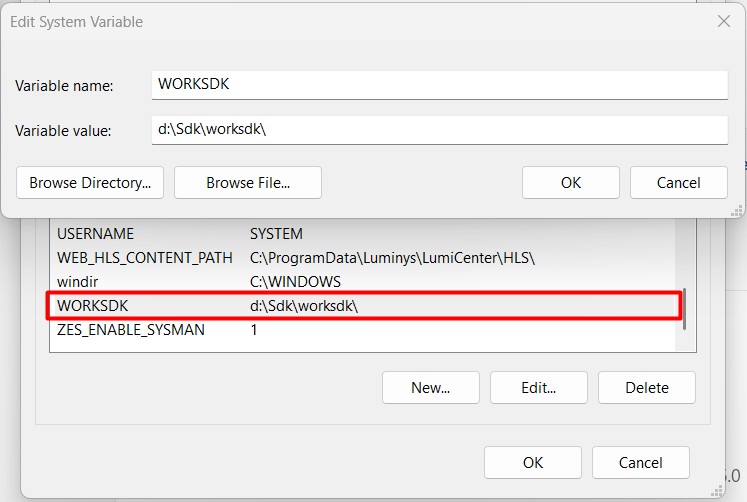 Edit System Variable
Variable name: WORKSDK
Variable value: d:\Sdk\worksdk\
Browse Directory... Browse File... OK Cancel
USERNAME SYSTEM
WEB_HLS_CONTENT_PATH C:\ProgramData\Luminys\LumiCenter\HLS\
windir C:\WINDOWS
WORKSDK d:\Sdk\worksdk\
ZES_ENABLE_SYSMAN 1
New... Edit... Delete
OK Cancel